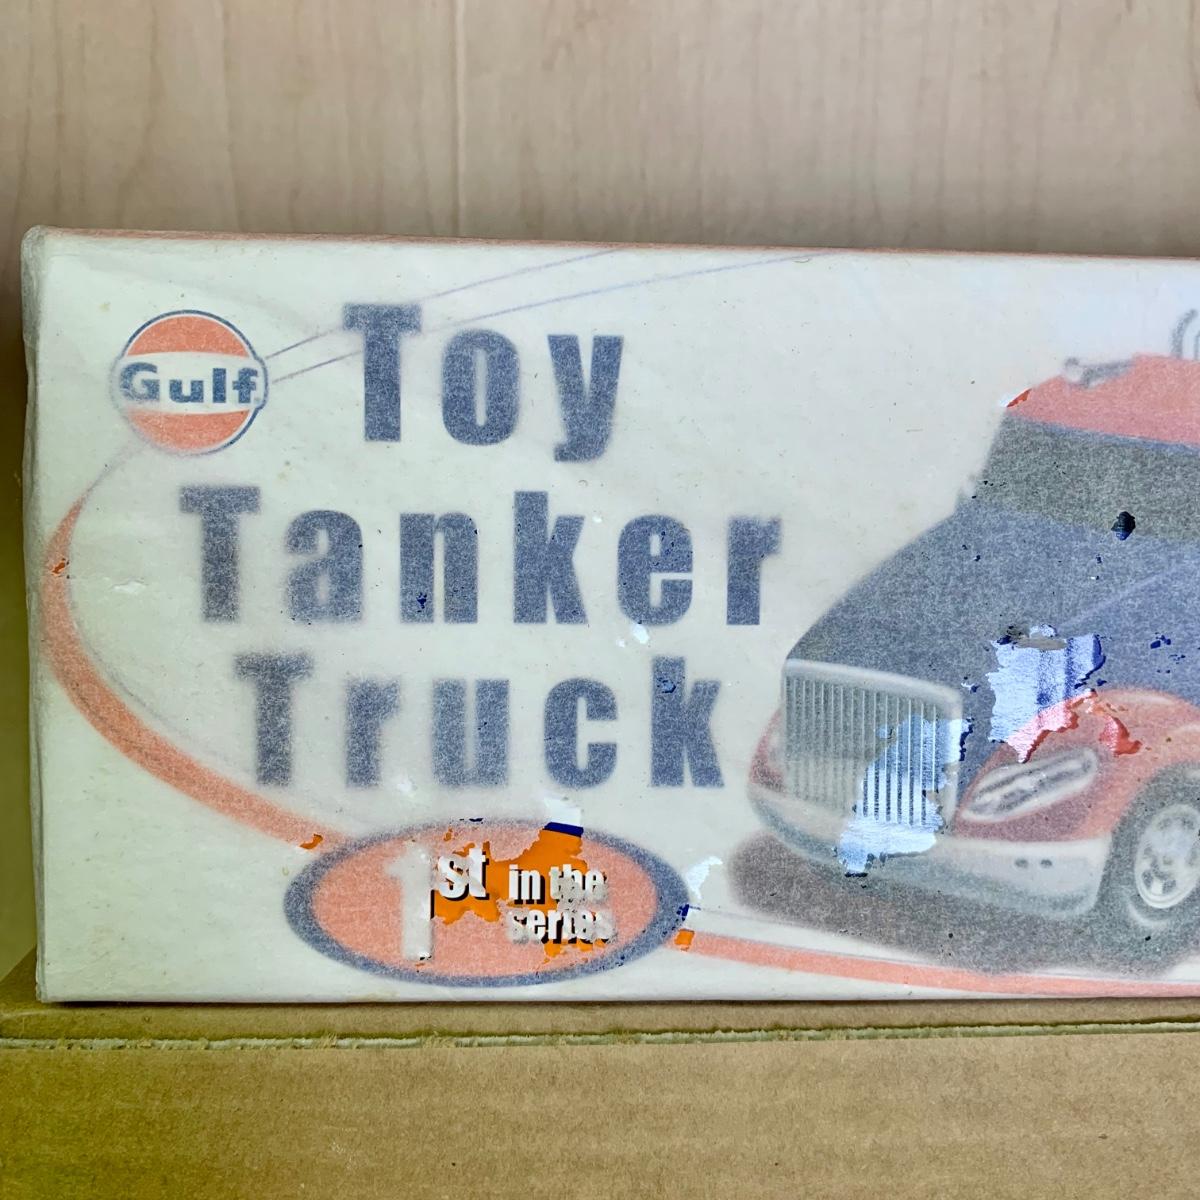 Gulf
Toy
Tanker
Truck
1st in the
series